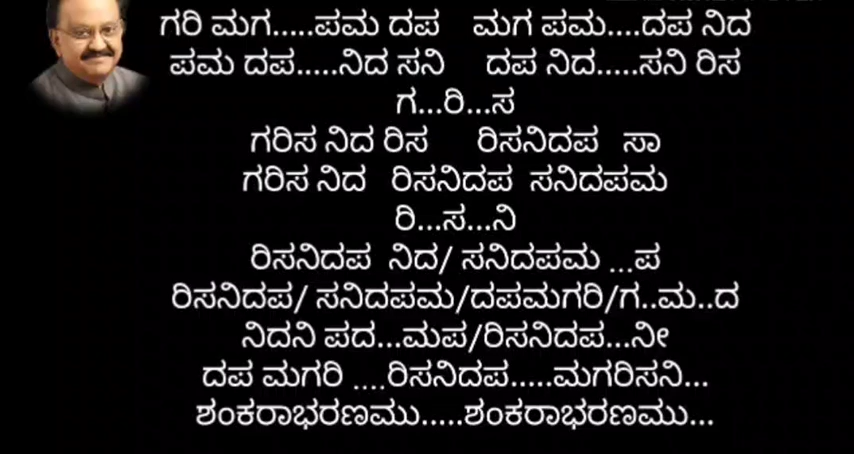 ಗರಿ ಮಗ.....ಪಮ ದಪ ಮಗ ಪಮ....ದಪ ನಿದ
ಪಮ ದಪ.....ನಿದ ಸನಿ ದಪ ನಿದ.....ಸನಿ ರಿಸ
ಗ...ರಿ...ಸ
ಗರಿಸ ನಿದ ರಿಸ ರಿಸನಿದಪ ಸಾ
ಗರಿಸ ನಿದ ರಿಸನಿದಪ ಸನಿದಪಮ
ರಿ...ಸ...ನಿ
ರಿಸನಿದಪ ನಿದ/ ಸನಿದಪಮ ...ಪ
ರಿಸನಿದಪ/ ಸನಿದಪಮ/ದಪಮಗರಿ/ಗ..ಮ..ದ
ನಿದನಿ ಪದ...ಮಪ/ರಿಸನಿದಪ...ನೀ
ದಪ ಮಗರಿ ....ರಿಸನಿದಪ.....ಮಗರಿಸನಿ...
ಶಂಕರಾಭರಣಮು.....ಶಂಕರಾಭರಣಮು...